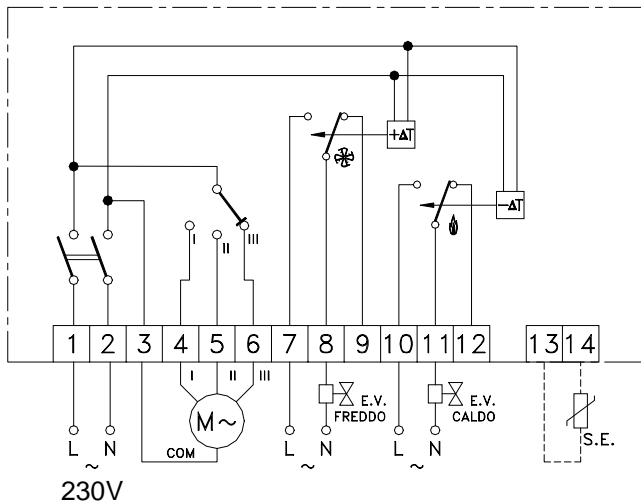 +ΔT
-ΔT
I II III
1 2 3 4 5 6 7 8 9 10 11 12 13 14
I II III
E.V.
FREDDO
E.V.
CALDO
M~
S.E.
L N COM L N L N
~ ~ ~
230V